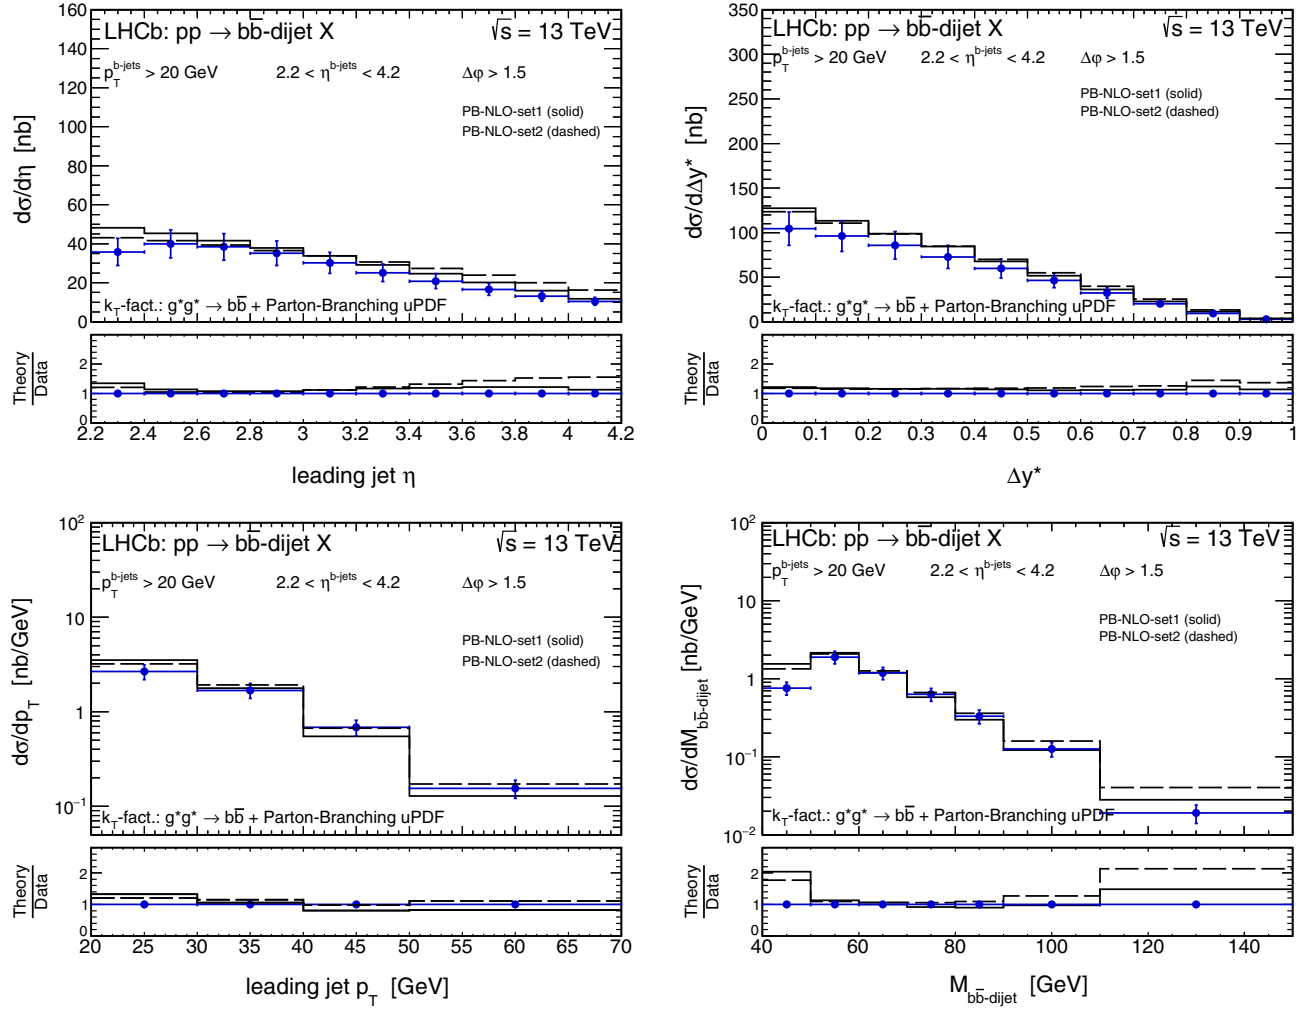 LHCb: pp → bb̅-dijet X √s = 13 TeV
p_T^{b-jets} > 20 GeV 2.2 < η^{b-jets} < 4.2 Δφ > 1.5
PB-NLO-set1 (solid)
PB-NLO-set2 (dashed)
k_T-fact.: g*g* → bb̅ + Parton-Branching uPDF
dσ/dη [nb]
160
140
120
100
80
60
40
20
0
Theory
Data
2
1
0
2.2 2.4 2.6 2.8 3 3.2 3.4 3.6 3.8 4 4.2
leading jet η
LHCb: pp → bb̅-dijet X √s = 13 TeV
p_T^{b-jets} > 20 GeV 2.2 < η^{b-jets} < 4.2 Δφ > 1.5
PB-NLO-set1 (solid)
PB-NLO-set2 (dashed)
k_T-fact.: g*g* → bb̅ + Parton-Branching uPDF
dσ/dΔy* [nb]
350
300
250
200
150
100
50
0
Theory
Data
2
1
0
0 0.1 0.2 0.3 0.4 0.5 0.6 0.7 0.8 0.9 1
Δy*
LHCb: pp → bb̅-dijet X √s = 13 TeV
p_T^{b-jets} > 20 GeV 2.2 < η^{b-jets} < 4.2 Δφ > 1.5
PB-NLO-set1 (solid)
PB-NLO-set2 (dashed)
k_T-fact.: g*g* → bb̅ + Parton-Branching uPDF
dσ/dp_T [nb/GeV]
10²
10
1
10⁻¹
Theory
Data
2
1
0
20 25 30 35 40 45 50 55 60 65 70
leading jet p_T [GeV]
LHCb: pp → bb̅-dijet X √s = 13 TeV
p_T^{b-jets} > 20 GeV 2.2 < η^{b-jets} < 4.2 Δφ > 1.5
PB-NLO-set1 (solid)
PB-NLO-set2 (dashed)
k_T-fact.: g*g* → bb̅ + Parton-Branching uPDF
dσ/dM_{bb̅-dijet} [nb/GeV]
10²
10
1
10⁻¹
10⁻²
Theory
Data
2
1
0
40 60 80 100 120 140
M_{bb̅-dijet} [GeV]